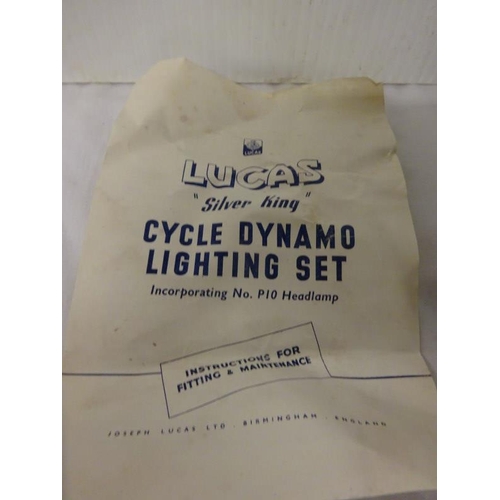 LUCAS
LUCAS
"Silver King"
CYCLE DYNAMO
LIGHTING SET
Incorporating No. P10 Headlamp
INSTRUCTIONS FOR
FITTING & MAINTENANCE
JOSEPH LUCAS LTD . BIRMINGHAM . ENGLAND